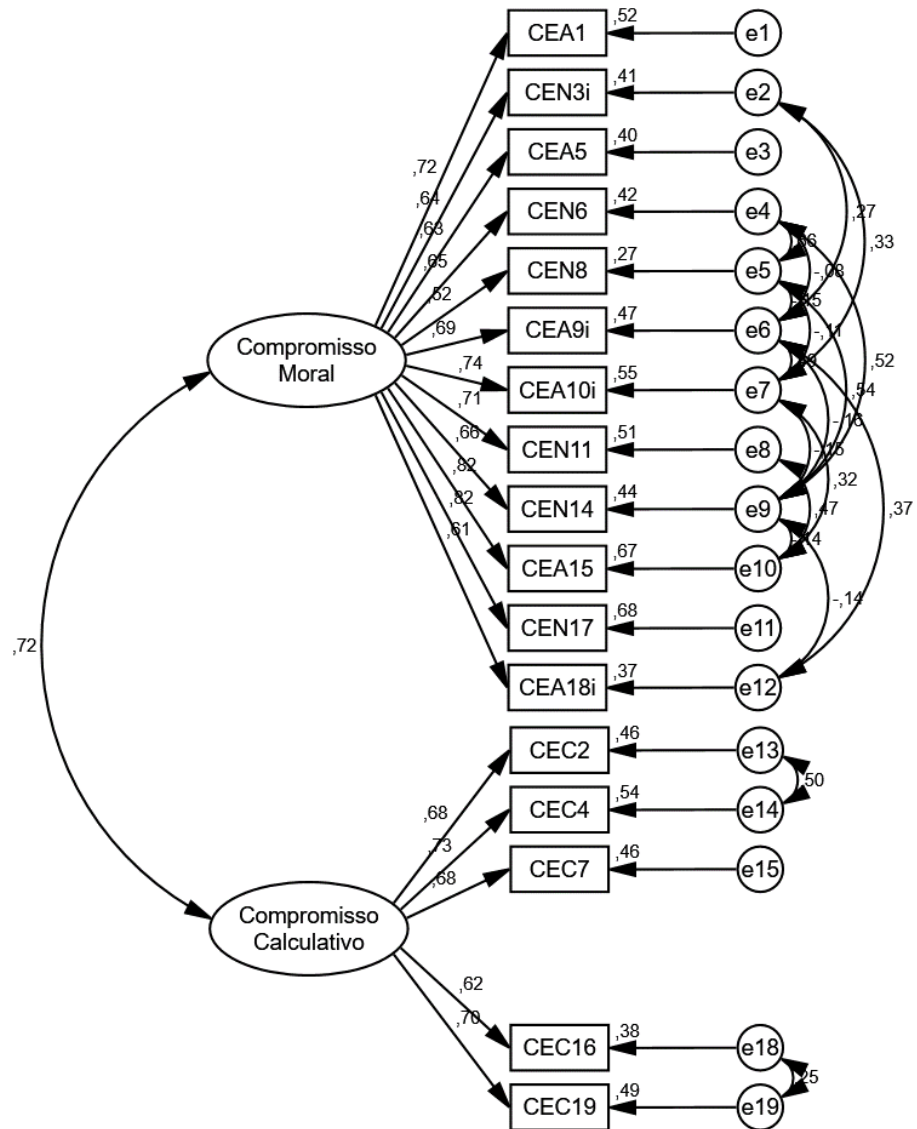 CEA1 ,52 e1
CEN3i ,41 e2
CEA5 ,40 e3
CEN6 ,42 e4
CEN8 ,27 e5
CEA9i ,47 e6
CEA10i ,55 e7
CEN11 ,51 e8
CEN14 ,44 e9
CEA15 ,67 e10
CEN17 ,68 e11
CEA18i ,37 e12
,72
,64
,63
,65
,52
,69
,74
,71
,66
,82
,82
,61
Compromisso
Moral
,27
,33
-,08
-,11
,52
,54
-,16
-,15
,32
,47
,37
-,14
,72
CEC2 ,46 e13
CEC4 ,54 e14
CEC7 ,46 e15
,50
,68
,73
,68
Compromisso
Calculativo
,62
,70
CEC16 ,38 e18
CEC19 ,49 e19
,25